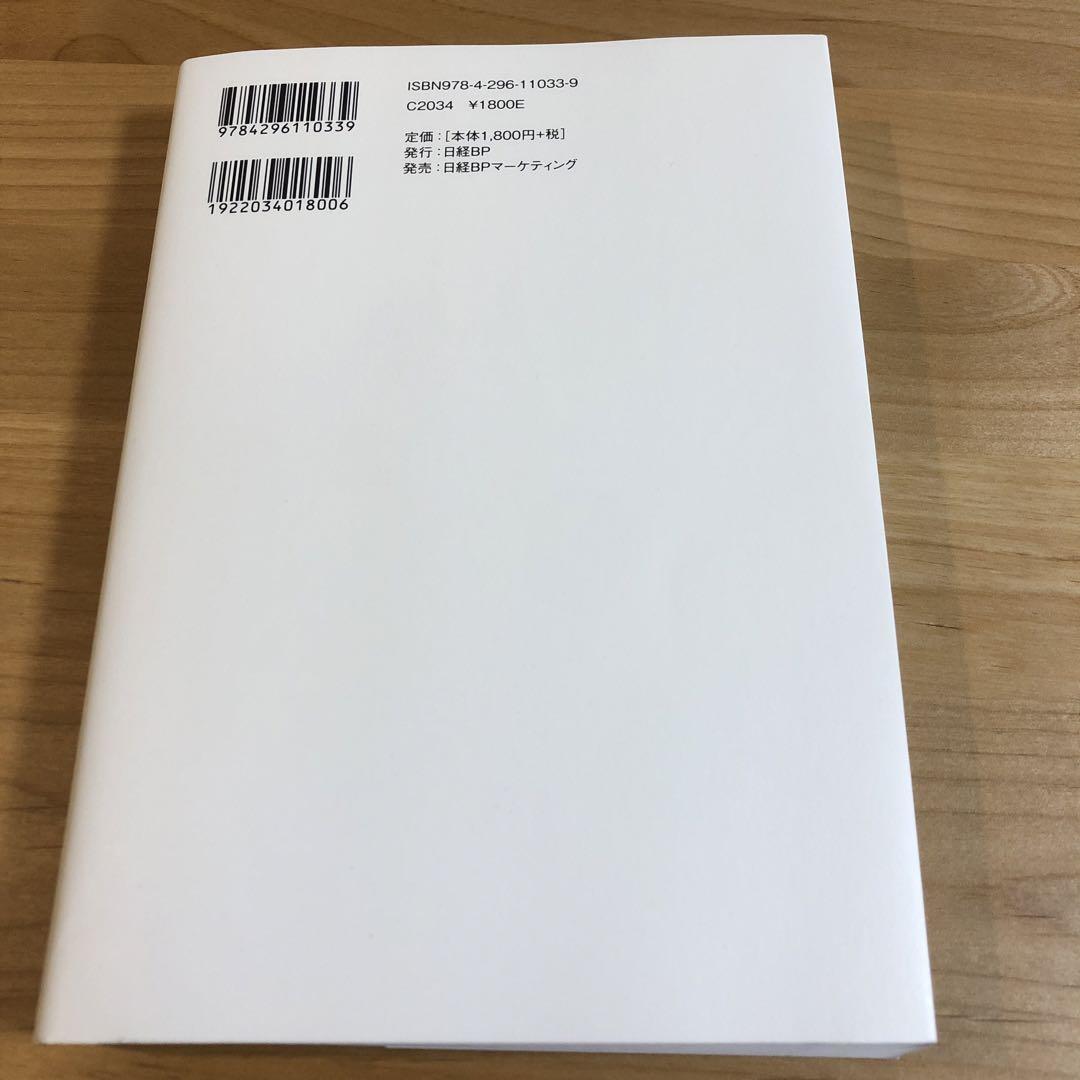 9784296110339
1922034018006
ISBN978-4-296-11033-9
C2034 ¥1800E
定価:[本体1,800円+税]
発行:日経BP
発売:日経BPマーケティング